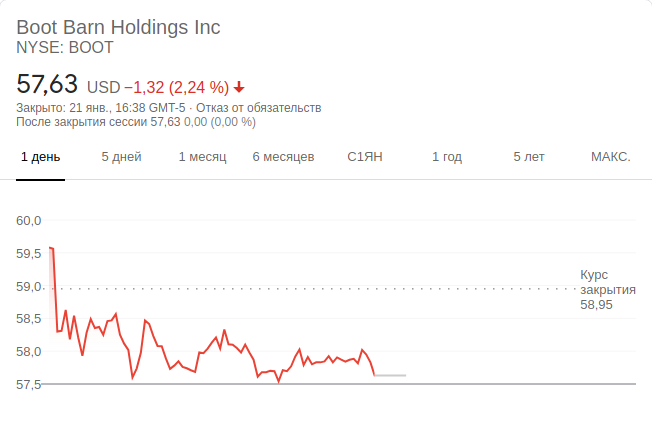 Boot Barn Holdings Inc
NYSE: BOOT
57,63 USD −1,32 (2,24 %)
Закрыто: 21 янв., 16:38 GMT-5 · Отказ от обязательств
После закрытия сессии 57,63 0,00 (0,00 %)
1 день 5 дней 1 месяц 6 месяцев С1ЯН 1 год 5 лет МАКС.
60,0
59,5
59,0
58,5
58,0
57,5
Курс
закрытия
58,95